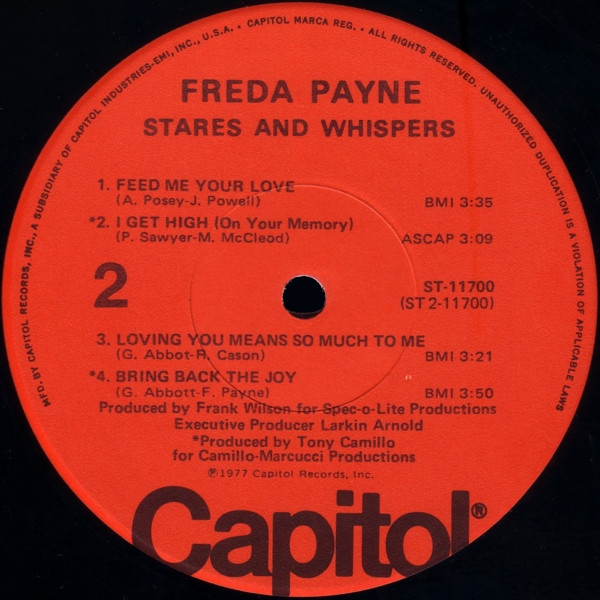 MFD. BY CAPITOL RECORDS, INC., A SUBSIDIARY OF CAPITOL INDUSTRIES-EMI, INC., U.S.A. • CAPITOL MARCA REG. • ALL RIGHTS RESERVED. UNAUTHORIZED DUPLICATION IS A VIOLATION OF APPLICABLE LAWS
FREDA PAYNE
STARES AND WHISPERS
1. FEED ME YOUR LOVE
(A. Posey-J. Powell) BMI 3:35
*2. I GET HIGH (On Your Memory)
(P. Sawyer-M. McCleod) ASCAP 3:09
2 ST-11700
(ST 2-11700)
3. LOVING YOU MEANS SO MUCH TO ME
(G. Abbot-R. Cason) BMI 3:21
*4. BRING BACK THE JOY
(G. Abbott-F. Payne) BMI 3:50
Produced by Frank Wilson for Spec-o-Lite Productions
Executive Producer Larkin Arnold
*Produced by Tony Camillo
for Camillo-Marcucci Productions
℗1977 Capitol Records, Inc.
Capitol®